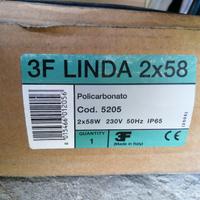 3F LINDA 2x58
Policarbonato
Cod. 5205
2x58W 230V 50Hz IP65
QUANTITY
1
3F
(Made in Italy)
CE